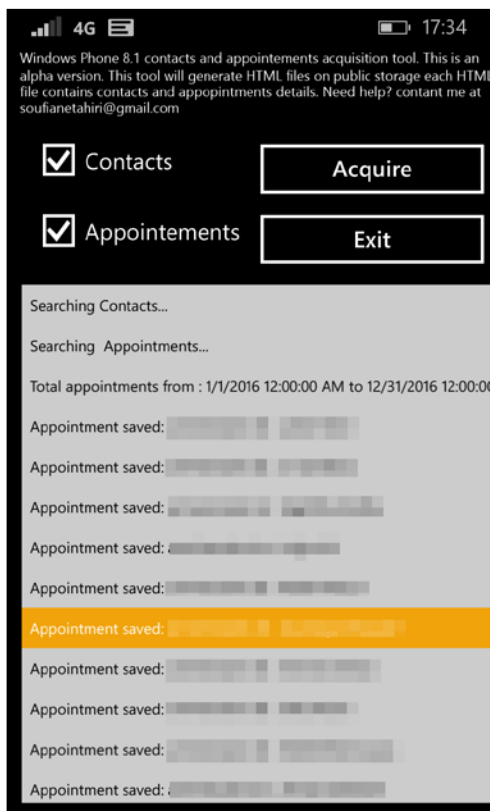 4G 17:34
Windows Phone 8.1 contacts and appointements acquisition tool. This is an
alpha version. This tool will generate HTML files on public storage each HTML
file contains contacts and appopintments details. Need help? contant me at
soufianetahiri@gmail.com
Contacts
Acquire
Appointements
Exit
Searching Contacts...
Searching Appointments...
Total appointments from : 1/1/2016 12:00:00 AM to 12/31/2016 12:00:00
Appointment saved:
Appointment saved:
Appointment saved:
Appointment saved:
Appointment saved:
Appointment saved:
Appointment saved:
Appointment saved:
Appointment saved:
Appointment saved: